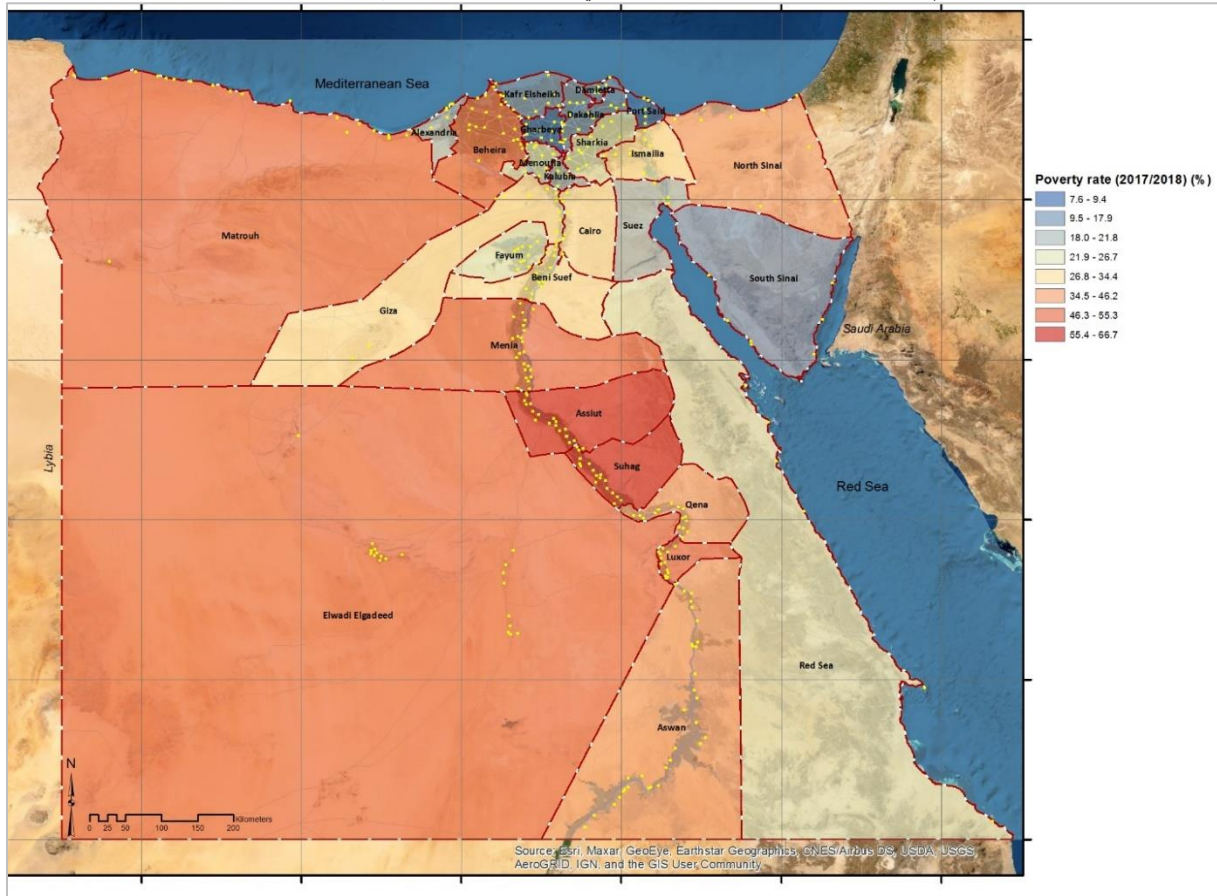 Mediterranean Sea
Kafr Elsheikh
Damietta
Port Said
Dakahlia
Alexandria
Gharbeya
Beheira
Sharkia
Menoufia
Ismailia
Kalubia
North Sinai
Matrouh
Cairo
Suez
Fayum
Beni Suef
South Sinai
Giza
Saudi Arabia
Menia
Assiut
Lybia
Suhag
Red Sea
Qena
Luxor
Elwadi Elgadeed
Red Sea
Aswan
N
0 25 50 100 150 200
Kilometers
Source: Esri, Maxar, GeoEye, Earthstar Geographics, CNES/Airbus DS, USDA, USGS,
AeroGRID, IGN, and the GIS User Community
Poverty rate (2017/2018) (%)
7.6 - 9.4
9.5 - 17.9
18.0 - 21.8
21.9 - 26.7
26.8 - 34.4
34.5 - 46.2
46.3 - 55.3
55.4 - 66.7